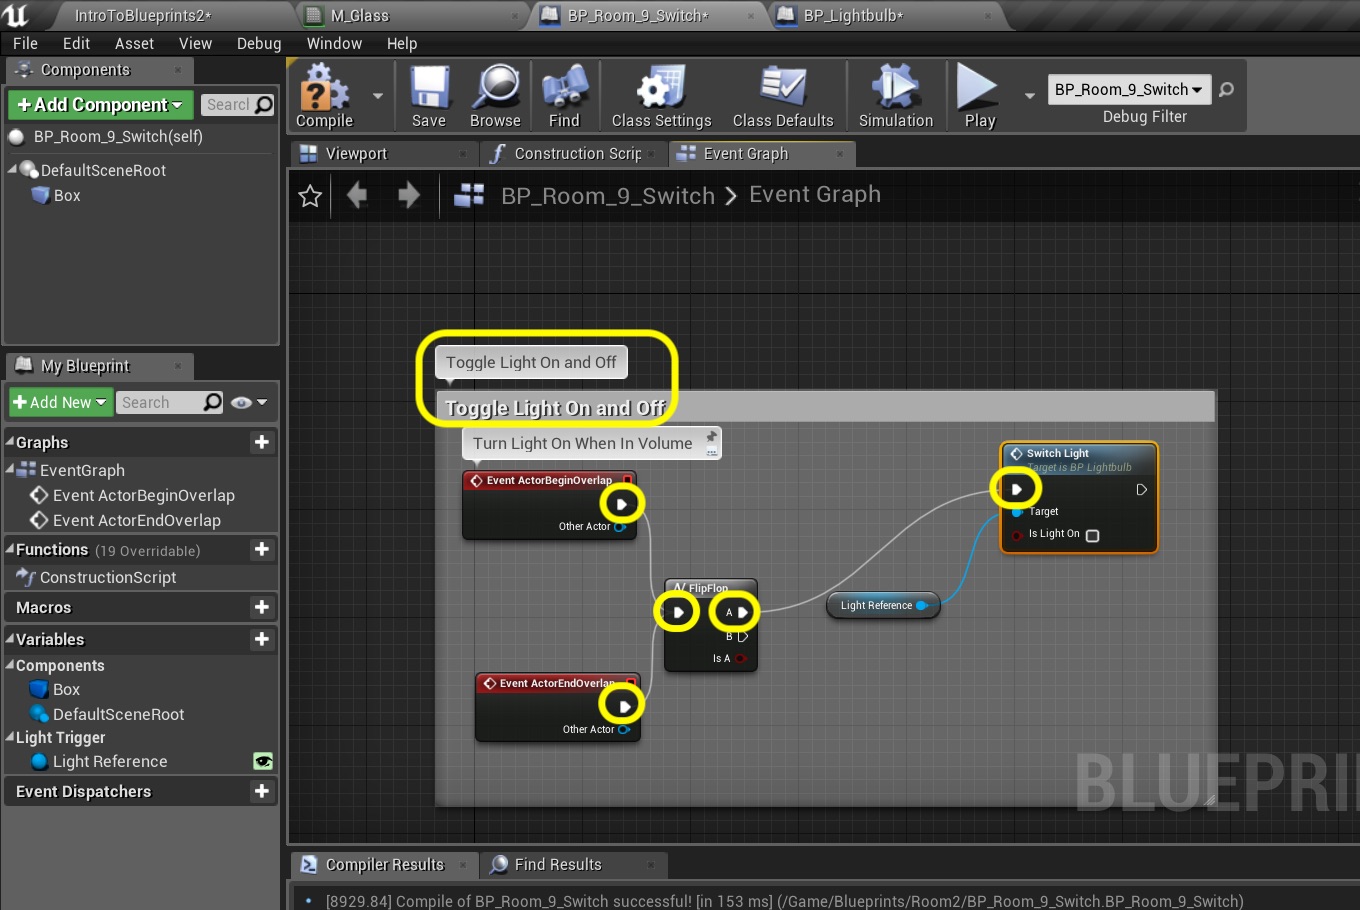 IntroToBlueprints2*
M_Glass
BP_Room_9_Switch*
BP_Lightbulb*
File Edit Asset View Debug Window Help
Components
+Add Component
Searcl
BP_Room_9_Switch(self)
DefaultSceneRoot
Box
Compile
Save
Browse
Find
Class Settings
Class Defaults
Simulation
Play
BP_Room_9_Switch
Debug Filter
Viewport
Construction Scrip
Event Graph
BP_Room_9_Switch > Event Graph
My Blueprint
+Add New
Search
Graphs
EventGraph
Event ActorBeginOverlap
Event ActorEndOverlap
Functions (19 Overridable)
ConstructionScript
Macros
Variables
Components
Box
DefaultSceneRoot
Light Trigger
Light Reference
Event Dispatchers
Toggle Light On and Off
Toggle Light On and Off
Turn Light On When In Volume
Event ActorBeginOverlap
Other Actor
FlipFlop
A
B
Is A
Event ActorEndOverlap
Other Actor
Light Reference
Switch Light
Target is BP Lightbulb
Target
Is Light On
BLUEPRI
Compiler Results
Find Results
[8929.84] Compile of BP_Room_9_Switch successful! [in 153 ms] (/Game/Blueprints/Room2/BP_Room_9_Switch.BP_Room_9_Switch)